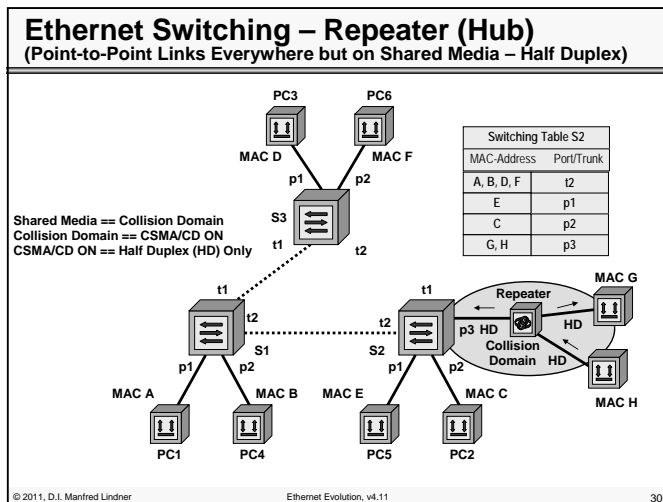 Ethernet Switching – Repeater (Hub)
(Point-to-Point Links Everywhere but on Shared Media – Half Duplex)
PC3
PC6
MAC D
MAC F
p1
p2
S3
t1
t2
Switching Table S2
MAC-Address Port/Trunk
A, B, D, F t2
E p1
C p2
G, H p3
Shared Media == Collision Domain
Collision Domain == CSMA/CD ON
CSMA/CD ON == Half Duplex (HD) Only
t1
t2
S1
p1
p2
MAC A
MAC B
PC1
PC4
t1
t2
S2
p1
p2
MAC E
MAC C
PC5
PC2
Repeater
p3 HD
HD
Collision
Domain
HD
MAC G
MAC H
© 2011, D.I. Manfred Lindner
Ethernet Evolution, v4.11
30